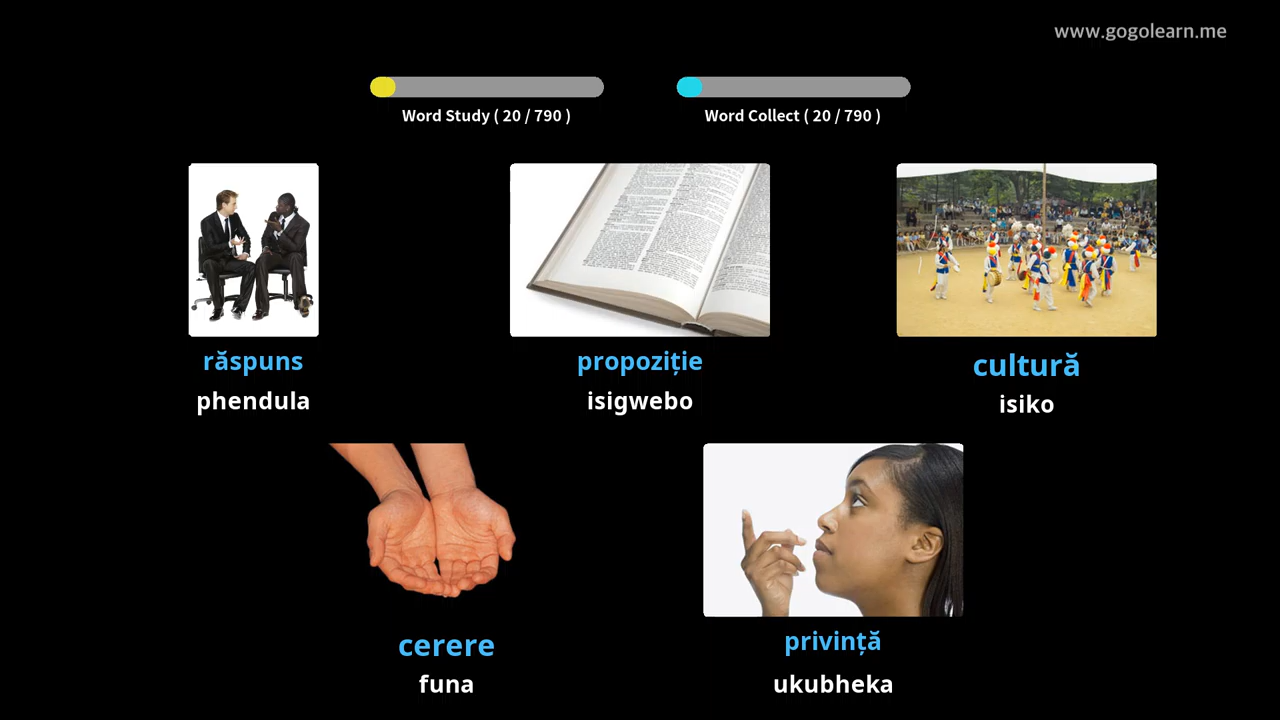 www.gogolearn.me
Word Study ( 20 / 790 )
Word Collect ( 20 / 790 )
răspuns
phendula
propoziție
isigwebo
cultură
isiko
cerere
funa
privință
ukubheka